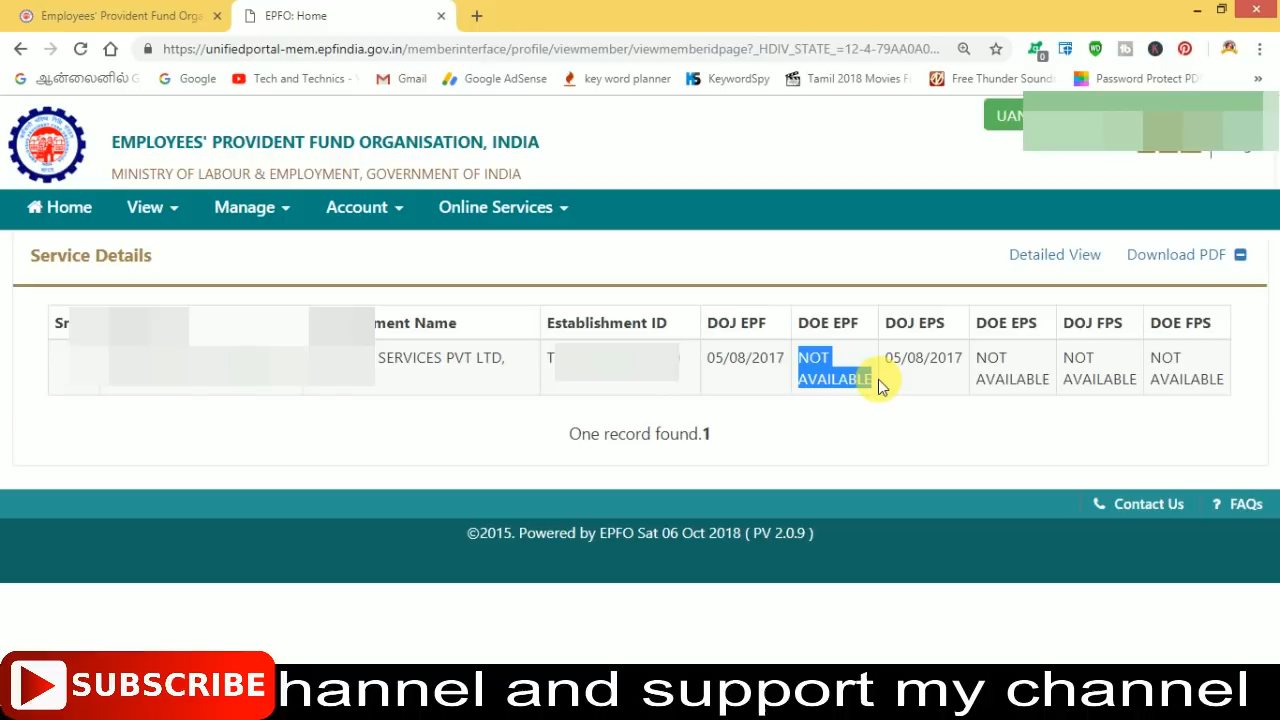 Employees' Provident Fund Orga
EPFO: Home
https://unifiedportal-mem.epfindia.gov.in/memberinterface/profile/viewmember/viewmemberidpage?_HDIV_STATE_=12-4-79AA0A0...
ஆன்லைனில் G
Google
Tech and Technics -
Gmail
Google AdSense
key word planner
KeywordSpy
Tamil 2018 Movies F
Free Thunder Sound
Password Protect PD
UAN
EMPLOYEES' PROVIDENT FUND ORGANISATION, INDIA
MINISTRY OF LABOUR & EMPLOYMENT, GOVERNMENT OF INDIA
Home View Manage Account Online Services
Service Details
Detailed View Download PDF
Sr ment Name Establishment ID DOJ EPF DOE EPF DOJ EPS DOE EPS DOJ FPS DOE FPS
SERVICES PVT LTD, T 05/08/2017 NOT AVAILABLE 05/08/2017 NOT AVAILABLE NOT AVAILABLE NOT AVAILABLE
One record found.1
Contact Us ? FAQs
©2015. Powered by EPFO Sat 06 Oct 2018 ( PV 2.0.9 )
SUBSCRIBE hannel and support my channel